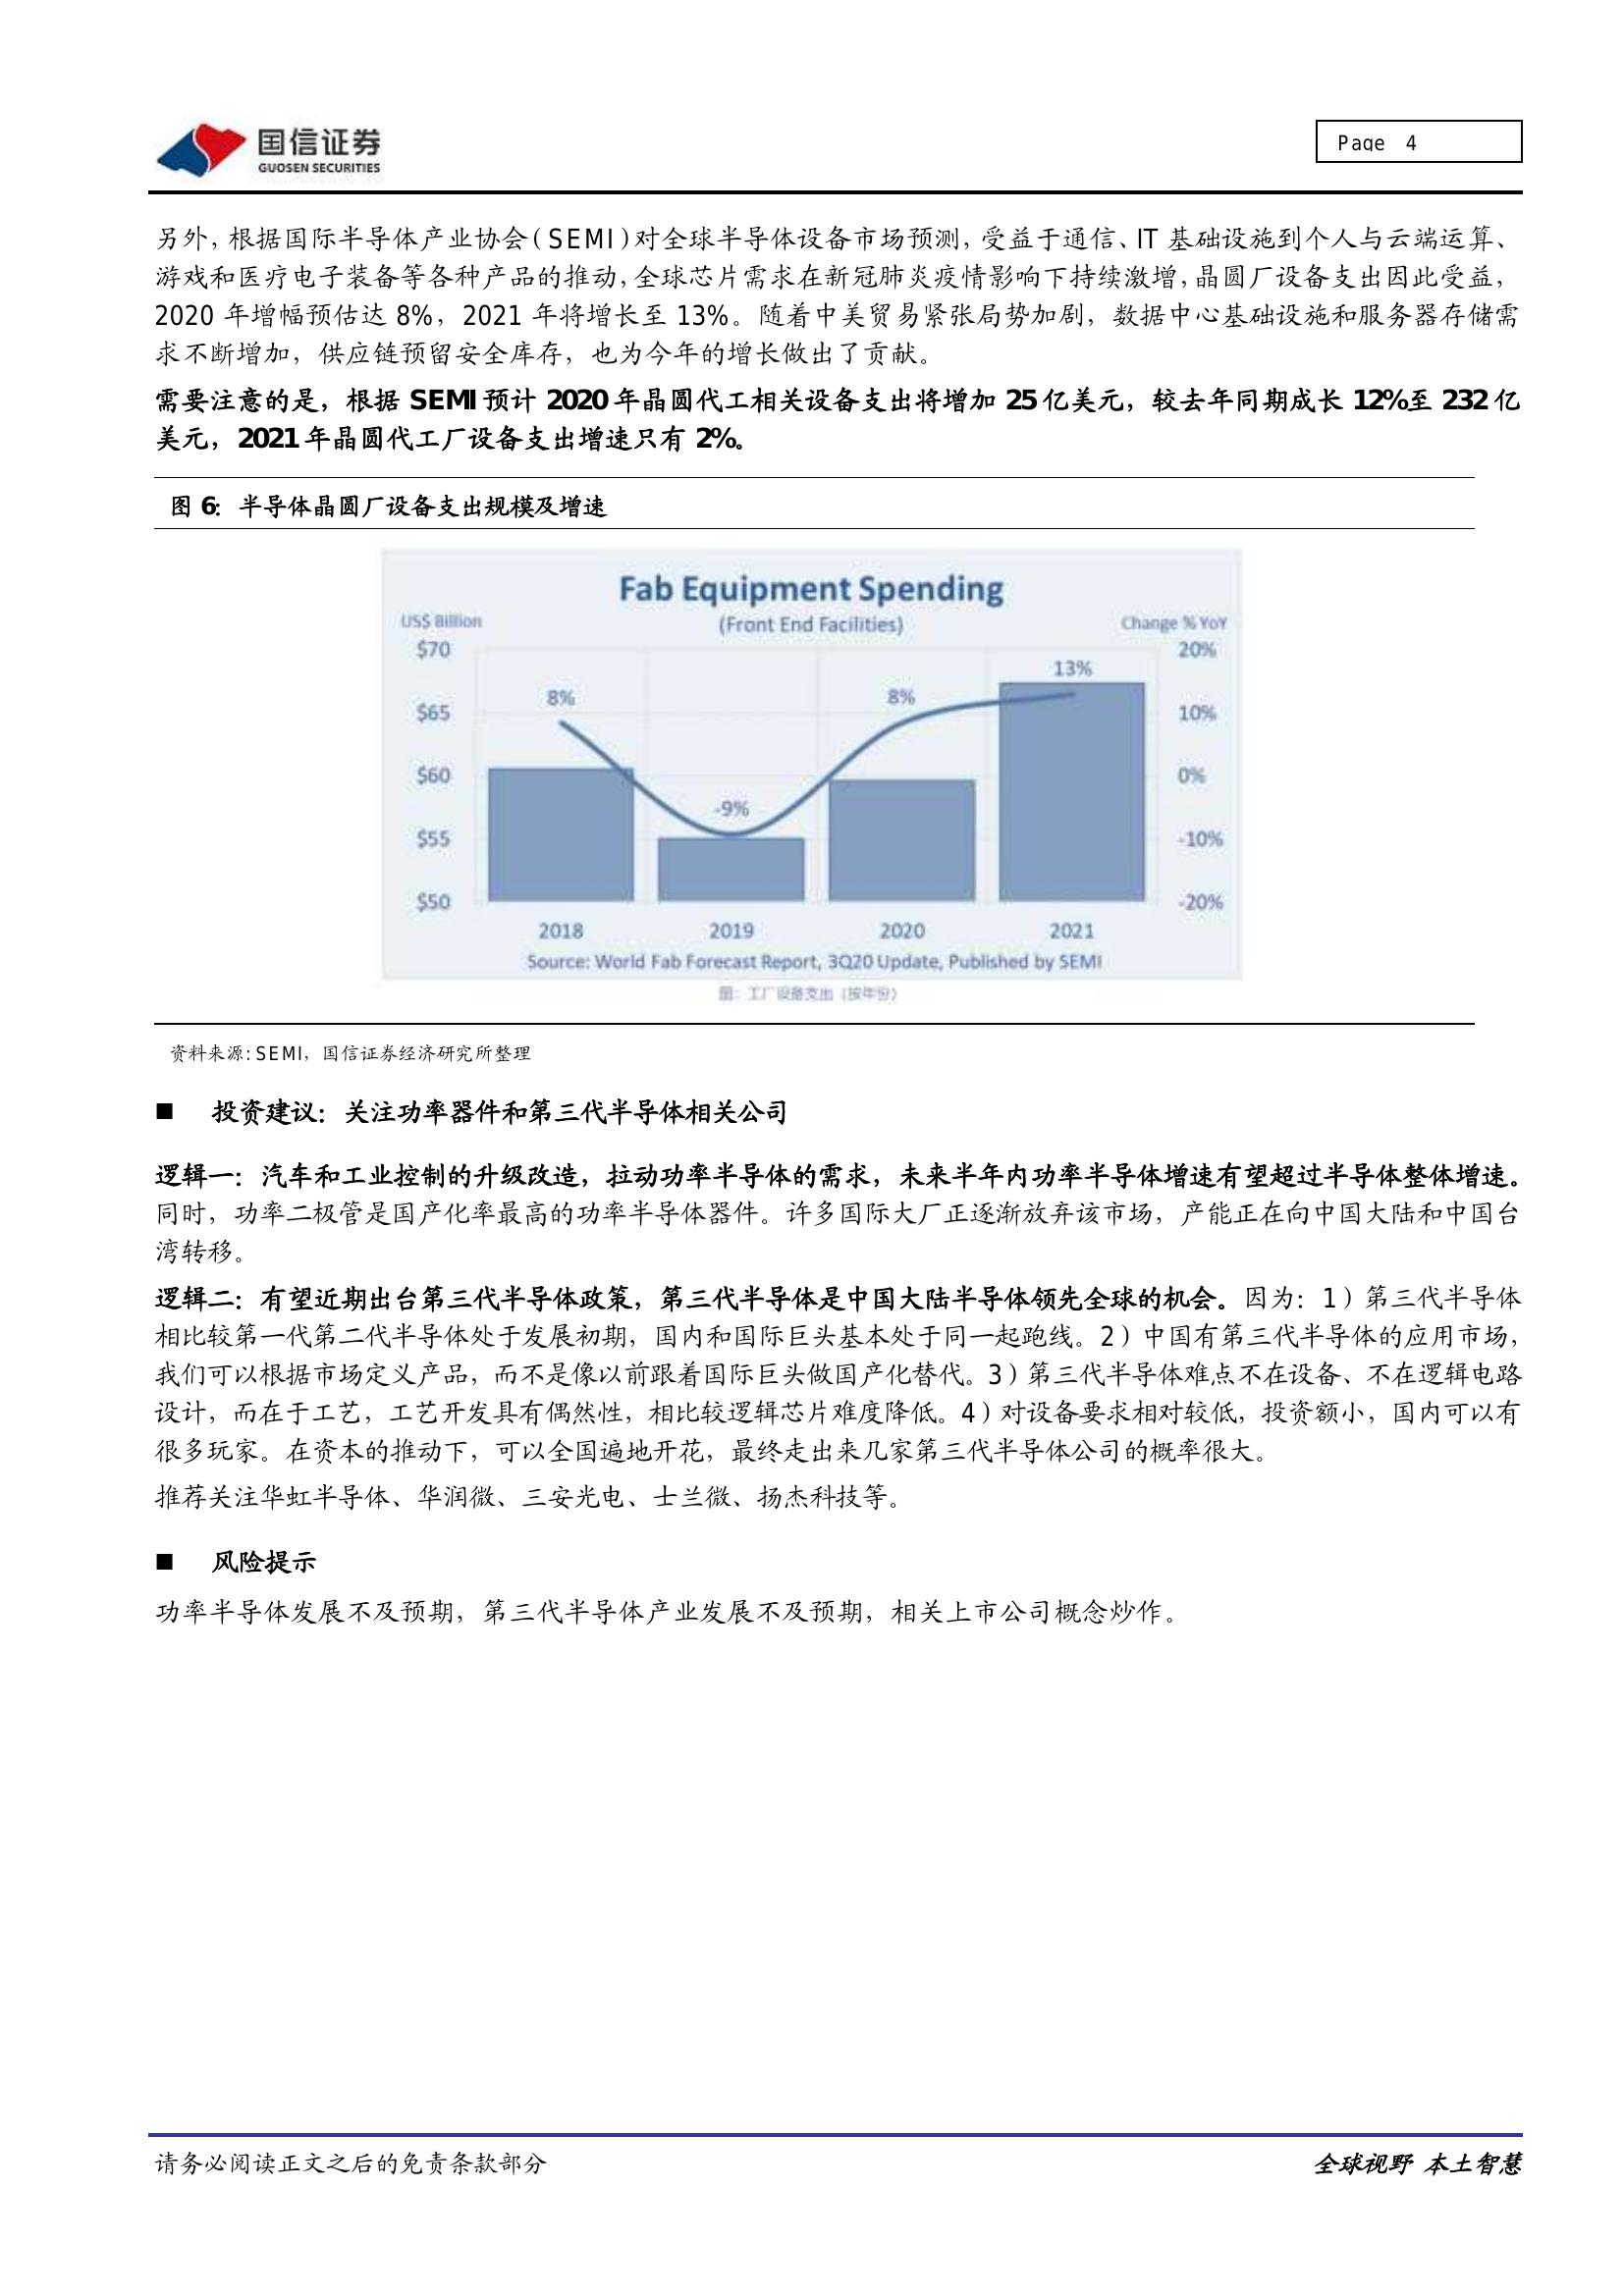 国信证券
GUOSEN SECURITIES
Page 4
另外，根据国际半导体产业协会（SEMI）对全球半导体设备市场预测，受益于通信、IT 基础设施到个人与云端运算、
游戏和医疗电子装备等各种产品的推动，全球芯片需求在新冠肺炎疫情影响下持续激增，晶圆厂设备支出因此受益，
2020 年增幅预估达 8%，2021 年将增长至 13%。随着中美贸易紧张局势加剧，数据中心基础设施和服务器存储需
求不断增加，供应链预留安全库存，也为今年的增长做出了贡献。
需要注意的是，根据 SEMI 预计 2020 年晶圆代工相关设备支出将增加 25 亿美元，较去年同期成长 12%至 232 亿
美元，2021 年晶圆代工厂设备支出增速只有 2%。
图 6：半导体晶圆厂设备支出规模及增速
Fab Equipment Spending
(Front End Facilities)
US$ Billion
Change % YoY
$70
20%
13%
8%
8%
$65
10%
$60
0%
-9%
$55
-10%
$50
-20%
2018 2019 2020 2021
Source: World Fab Forecast Report, 3Q20 Update, Published by SEMI
图：工厂设备支出（按年份）
资料来源：SEMI，国信证券经济研究所整理
■ 投资建议：关注功率器件和第三代半导体相关公司
逻辑一：汽车和工业控制的升级改造，拉动功率半导体的需求，未来半年内功率半导体增速有望超过半导体整体增速。
同时，功率二极管是国产化率最高的功率半导体器件。许多国际大厂正逐渐放弃该市场，产能正在向中国大陆和中国台
湾转移。
逻辑二：有望近期出台第三代半导体政策，第三代半导体是中国大陆半导体领先全球的机会。因为：1）第三代半导体
相比较第一代第二代半导体处于发展初期，国内和国际巨头基本处于同一起跑线。2）中国有第三代半导体的应用市场，
我们可以根据市场定义产品，而不是像以前跟着国际巨头做国产化替代。3）第三代半导体难点不在设备、不在逻辑电路
设计，而在于工艺，工艺开发具有偶然性，相比较逻辑芯片难度降低。4）对设备要求相对较低，投资额小，国内可以有
很多玩家。在资本的推动下，可以全国遍地开花，最终走出来几家第三代半导体公司的概率很大。
推荐关注华虹半导体、华润微、三安光电、士兰微、扬杰科技等。
■ 风险提示
功率半导体发展不及预期，第三代半导体产业发展不及预期，相关上市公司概念炒作。
请务必阅读正文之后的免责条款部分
全球视野 本土智慧